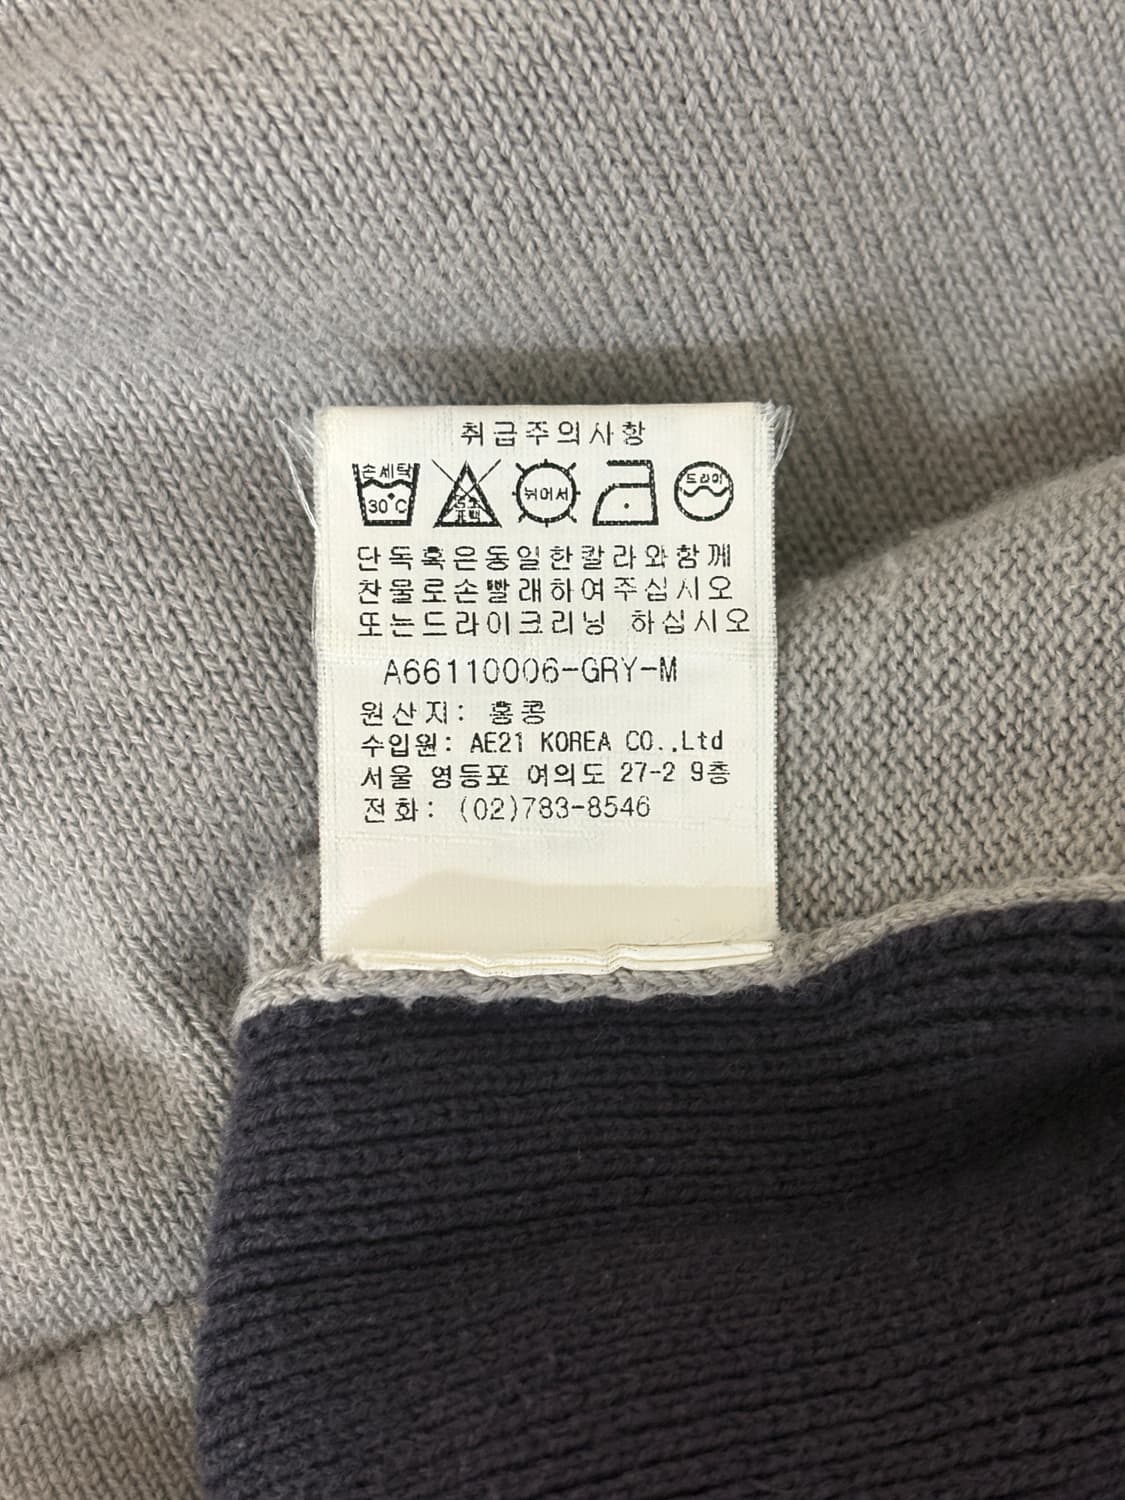 취급주의사항
손세탁 30°C 염소표백 뉘어서 드라이
단독혹은동일한칼라와함께
찬물로손빨래하여주십시오
또는드라이크리닝 하십시오
A66110006-GRY-M
원산지: 홍콩
수입원: AE21 KOREA CO.,Ltd
서울 영등포 여의도 27-2 9층
전화: (02)783-8546